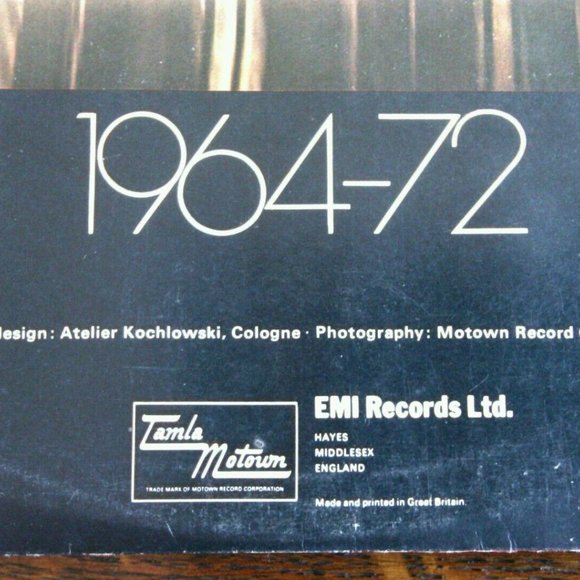 1964-72
design: Atelier Kochlowski, Cologne · Photography: Motown Record
EMI Records Ltd.
HAYES
MIDDLESEX
ENGLAND
Tamla
Motown
TRADE MARK OF MOTOWN RECORD CORPORATION
Made and printed in Great Britain.